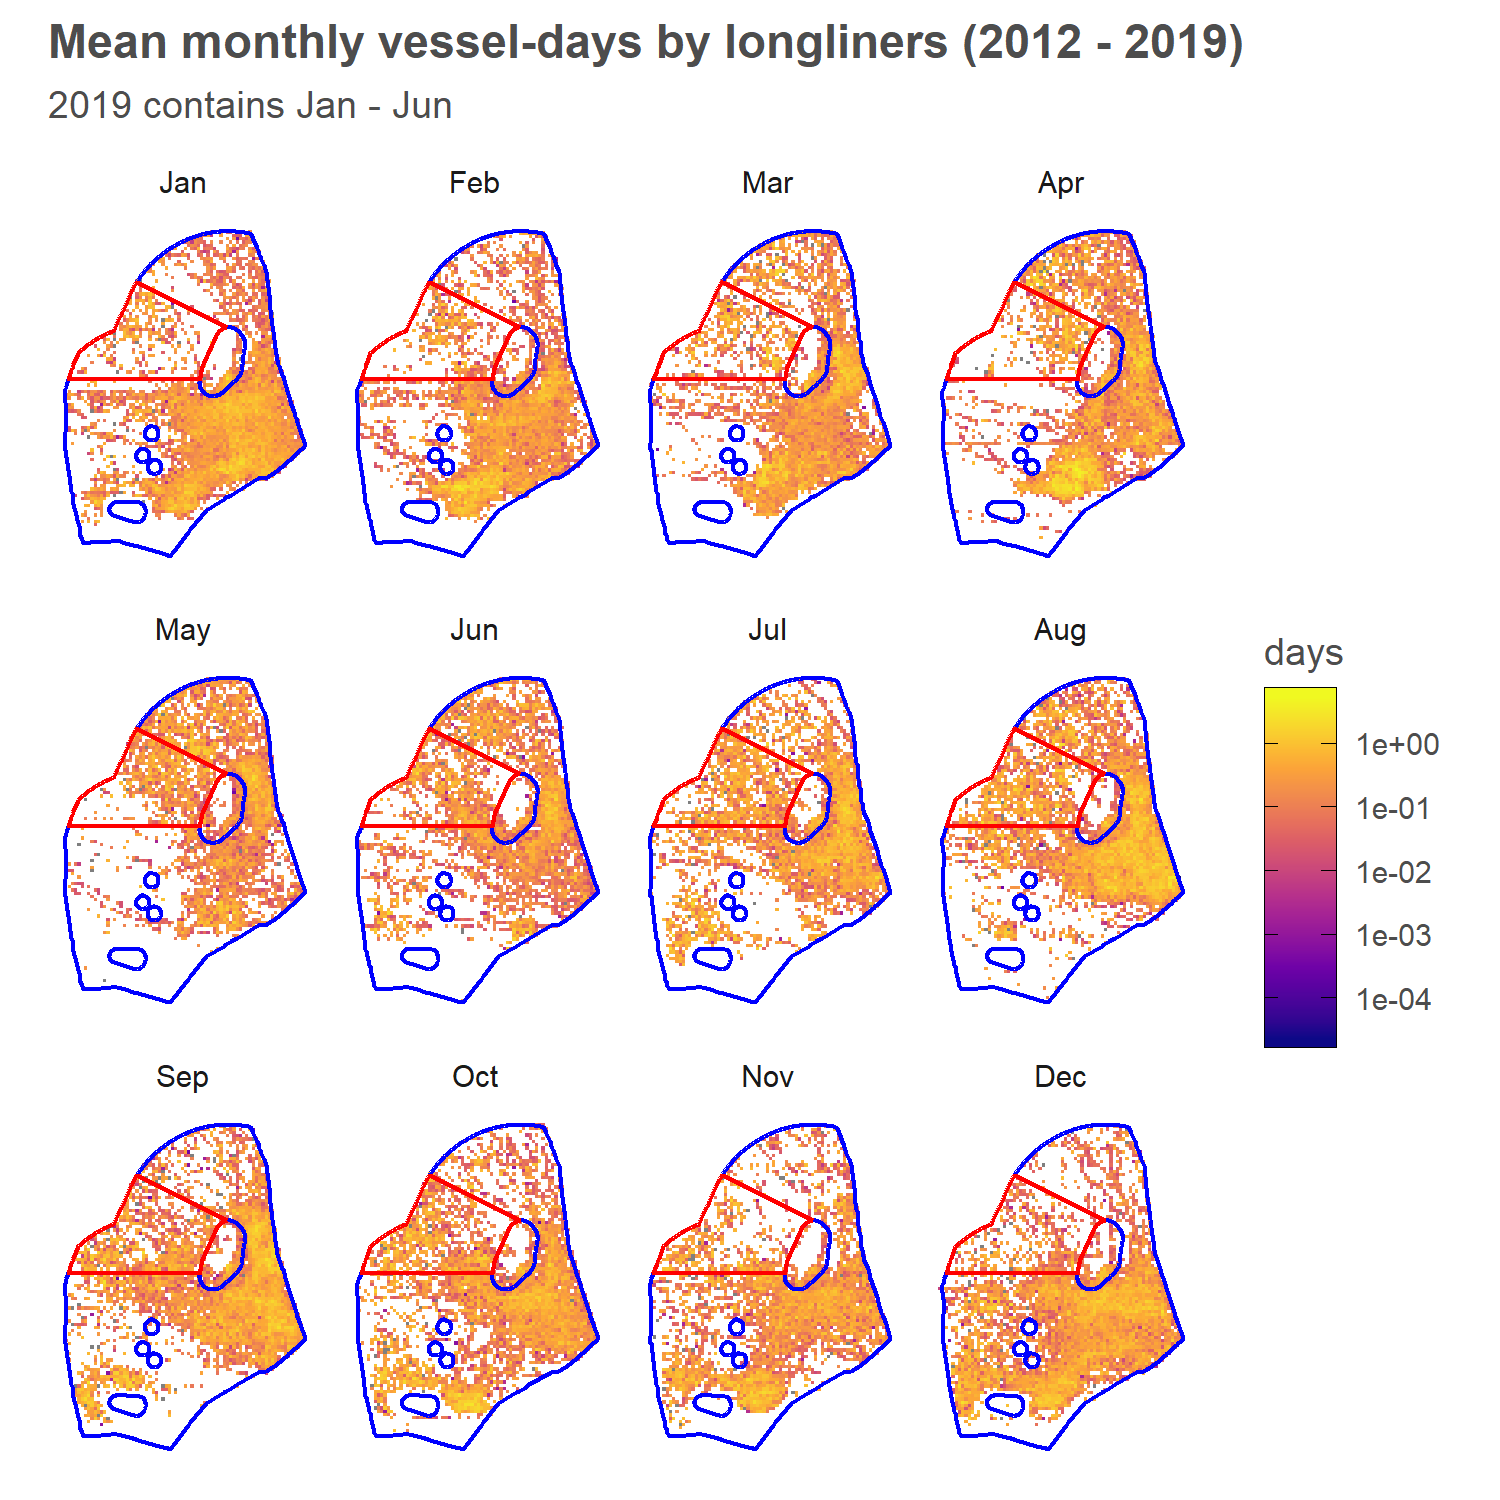 Mean monthly vessel-days by longliners (2012 - 2019)
2019 contains Jan - Jun
Jan
Feb
Mar
Apr
May
Jun
Jul
Aug
days
1e+00
1e-01
1e-02
1e-03
1e-04
Sep
Oct
Nov
Dec